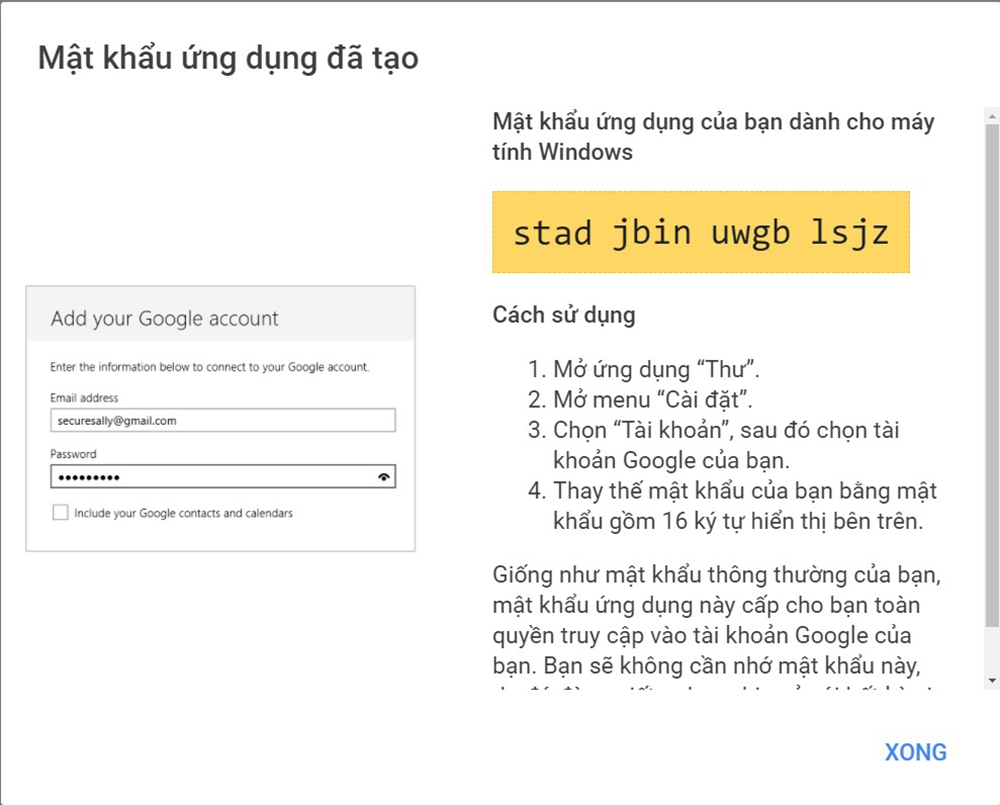 Mật khẩu ứng dụng đã tạo
Mật khẩu ứng dụng của bạn dành cho máy
tính Windows
stad jbin uwgb lsjz
Add your Google account
Enter the information below to connect to your Google account.
Email address
securesally@gmail.com
Password
Include your Google contacts and calendars
Cách sử dụng
1. Mở ứng dụng “Thư”.
2. Mở menu “Cài đặt”.
3. Chọn “Tài khoản”, sau đó chọn tài
khoản Google của bạn.
4. Thay thế mật khẩu của bạn bằng mật
khẩu gồm 16 ký tự hiển thị bên trên.
Giống như mật khẩu thông thường của bạn,
mật khẩu ứng dụng này cấp cho bạn toàn
quyền truy cập vào tài khoản Google của
bạn. Bạn sẽ không cần nhớ mật khẩu này,
XONG